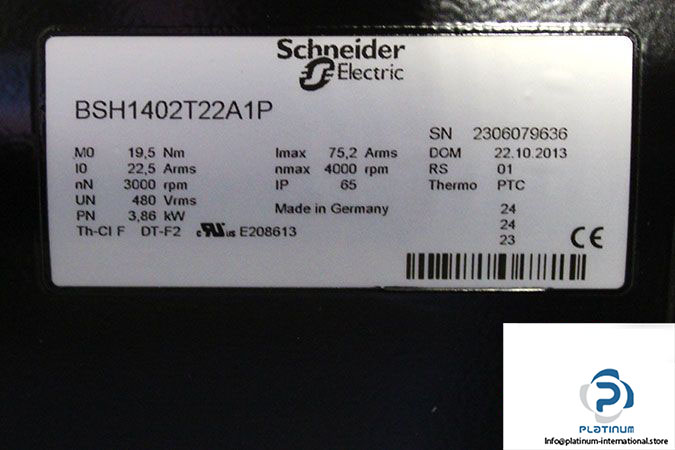 Schneider
Electric
BSH1402T22A1P
SN 2306079636
M0 19,5 Nm Imax 75,2 Arms DOM 22.10.2013
I0 22,5 Arms nmax 4000 rpm RS 01
nN 3000 rpm IP 65 Thermo PTC
UN 480 Vrms
PN 3,86 kW Made in Germany 24
Th-Cl F DT-F2 c RU us E208613 24
23 CE
P
PLATINUM
Info@platinum-international.store